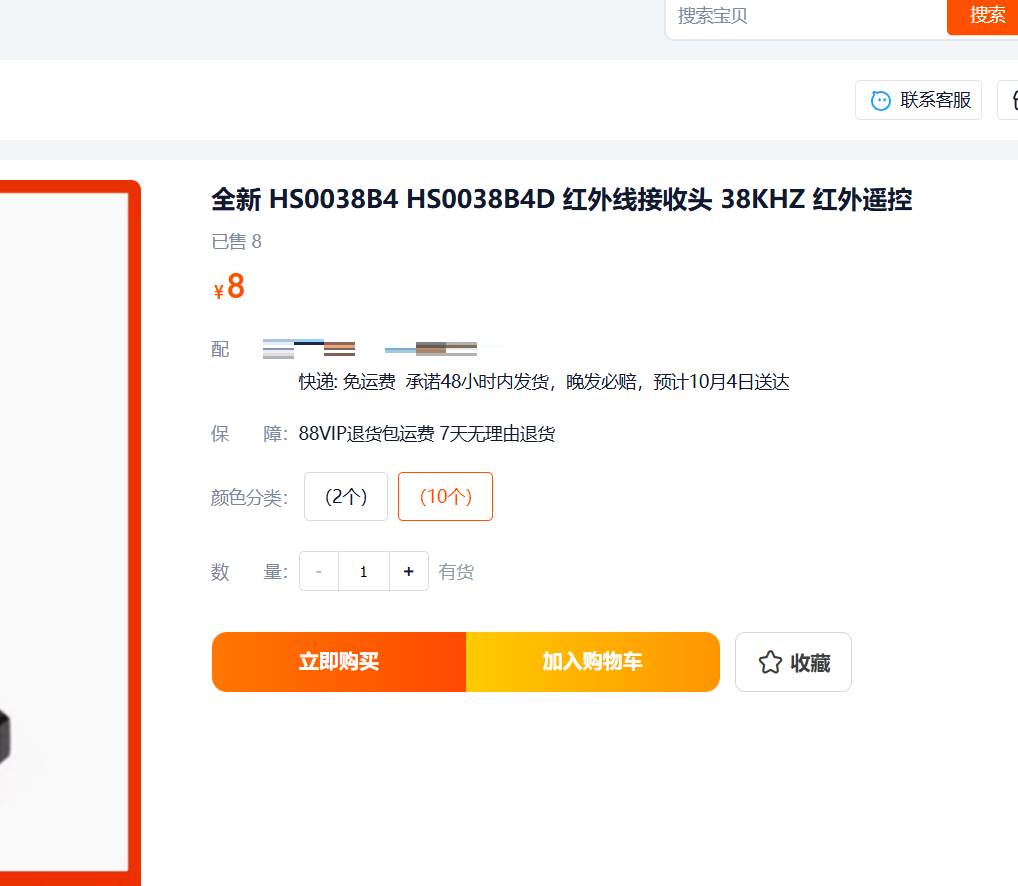 搜索宝贝
搜索
联系客服
全新 HS0038B4 HS0038B4D 红外线接收头 38KHZ 红外遥控
已售 8
¥8
配
快递: 免运费 承诺48小时内发货，晚发必赔，预计10月4日送达
保 障: 88VIP退货包运费 7天无理由退货
颜色分类: (2个) (10个)
数 量: - 1 + 有货
立即购买 加入购物车 收藏